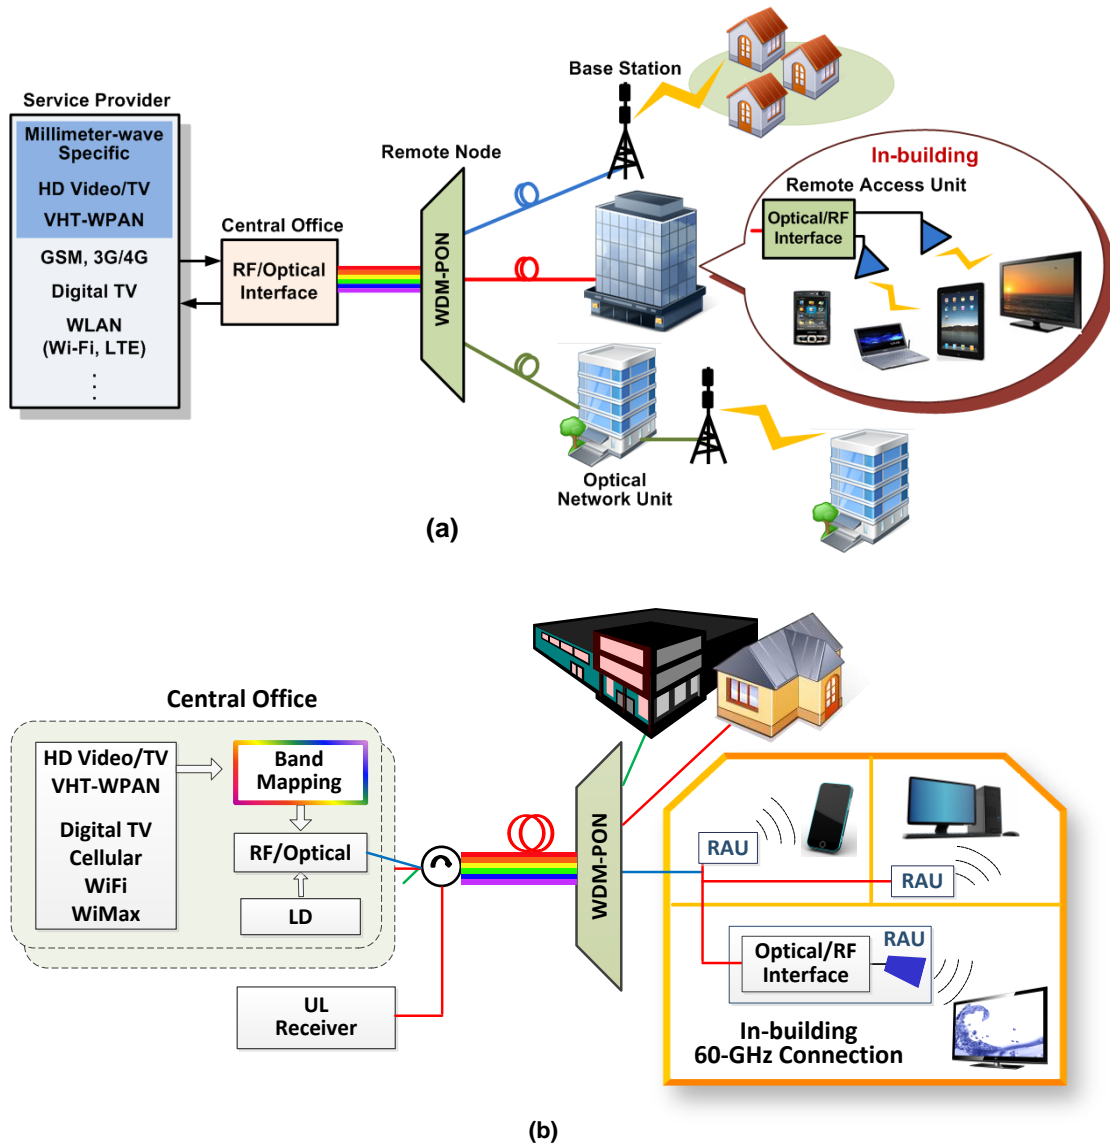 Service Provider
Millimeter-wave
Specific
HD Video/TV
VHT-WPAN
GSM, 3G/4G
Digital TV
WLAN
(Wi-Fi, LTE)
Central Office
RF/Optical
Interface
Remote Node
WDM-PON
Base Station
In-building
Remote Access Unit
Optical/RF
Interface
Optical
Network Unit
(a)
Central Office
HD Video/TV
VHT-WPAN
Digital TV
Cellular
WiFi
WiMax
Band
Mapping
RF/Optical
LD
UL
Receiver
WDM-PON
RAU
RAU
RAU
Optical/RF
Interface
In-building
60-GHz Connection
(b)